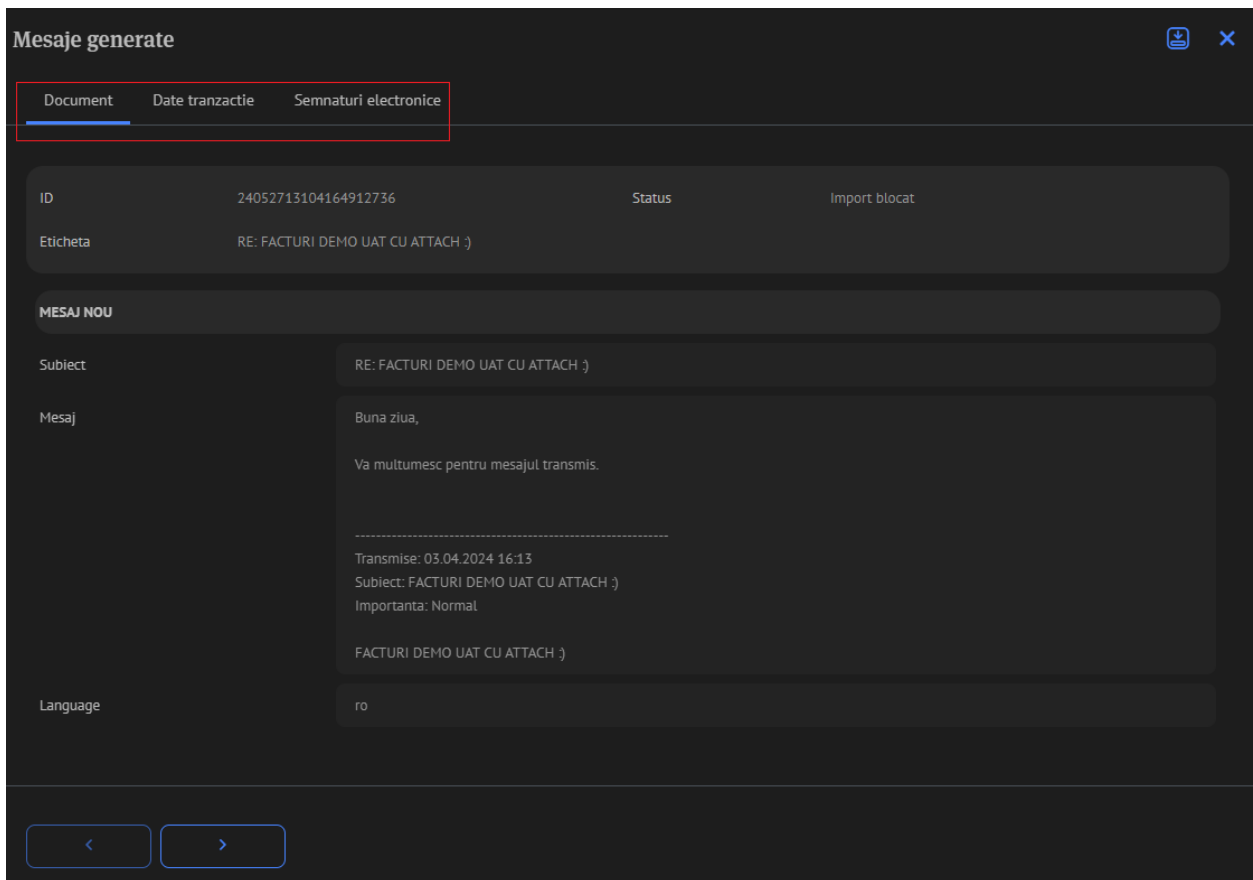 Mesaje generate
Document Date tranzactie Semnaturi electronice
ID 24052713104164912736 Status Import blocat
Eticheta RE: FACTURI DEMO UAT CU ATTACH :)
MESAJ NOU
Subiect RE: FACTURI DEMO UAT CU ATTACH :)
Mesaj Buna ziua,
Va multumesc pentru mesajul transmis.
------------------------------------------------------------
Transmise: 03.04.2024 16:13
Subiect: FACTURI DEMO UAT CU ATTACH :)
Importanta: Normal
FACTURI DEMO UAT CU ATTACH :)
Language ro